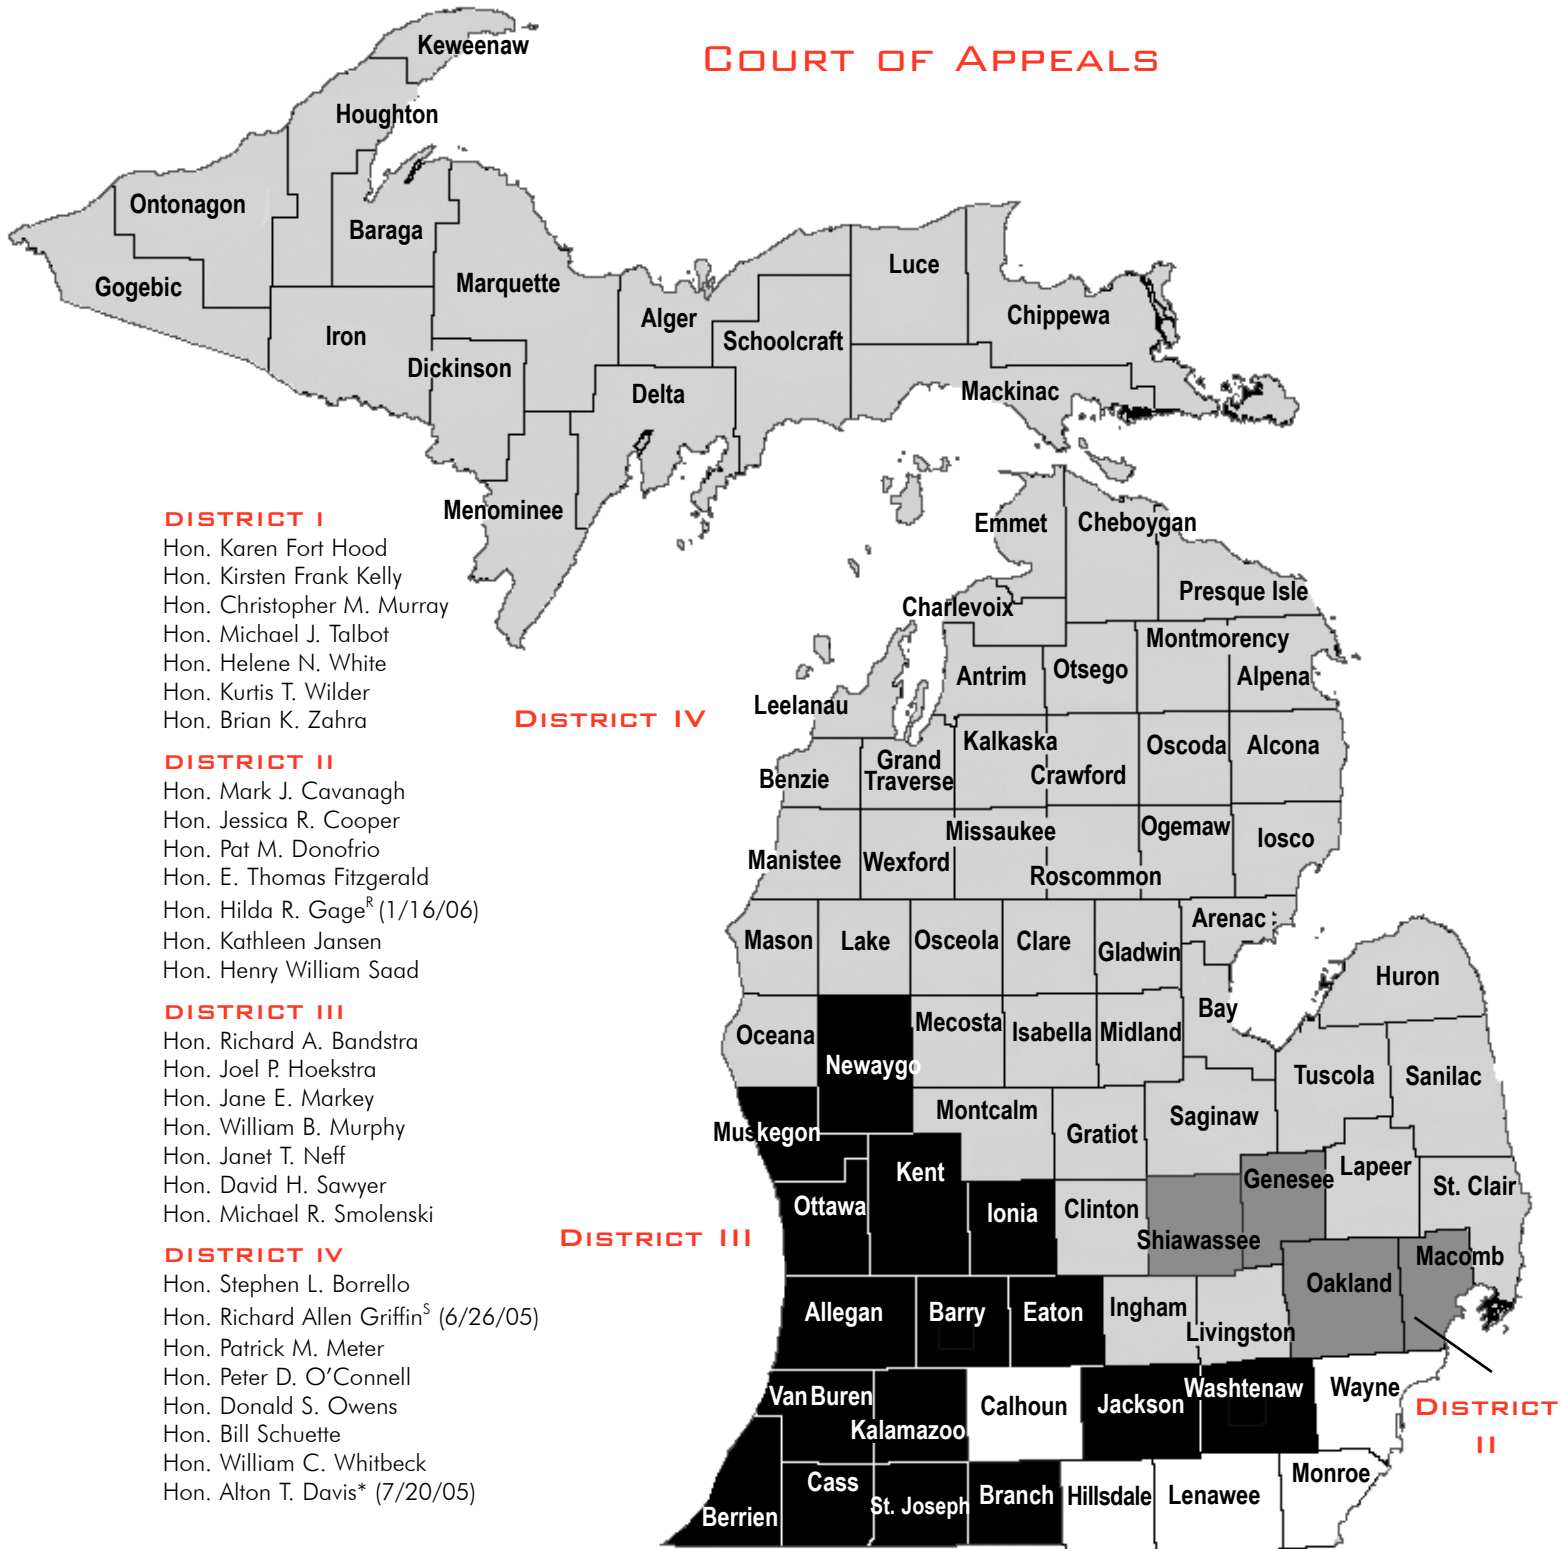 COURT OF APPEALS
Keweenaw
Houghton
Ontonagon
Baraga
Gogebic
Marquette
Luce
Alger
Chippewa
Iron
Schoolcraft
Dickinson
Delta
Mackinac
Menominee
DISTRICT I
Hon. Karen Fort Hood
Hon. Kirsten Frank Kelly
Hon. Christopher M. Murray
Hon. Michael J. Talbot
Hon. Helene N. White
Hon. Kurtis T. Wilder
Hon. Brian K. Zahra
DISTRICT II
Hon. Mark J. Cavanagh
Hon. Jessica R. Cooper
Hon. Pat M. Donofrio
Hon. E. Thomas Fitzgerald
Hon. Hilda R. Gage^R (1/16/06)
Hon. Kathleen Jansen
Hon. Henry William Saad
DISTRICT III
Hon. Richard A. Bandstra
Hon. Joel P. Hoekstra
Hon. Jane E. Markey
Hon. William B. Murphy
Hon. Janet T. Neff
Hon. David H. Sawyer
Hon. Michael R. Smolenski
DISTRICT IV
Hon. Stephen L. Borrello
Hon. Richard Allen Griffin^S (6/26/05)
Hon. Patrick M. Meter
Hon. Peter D. O'Connell
Hon. Donald S. Owens
Hon. Bill Schuette
Hon. William C. Whitbeck
Hon. Alton T. Davis* (7/20/05)
Emmet
Cheboygan
Presque Isle
Charlevoix
Montmorency
Antrim
Otsego
Alpena
Leelanau
DISTRICT IV
Kalkaska
Grand
Traverse
Crawford
Oscoda
Alcona
Benzie
Missaukee
Ogemaw
Iosco
Manistee
Wexford
Roscommon
Arenac
Mason
Lake
Osceola
Clare
Gladwin
Huron
Bay
Oceana
Newaygo
Mecosta
Isabella
Midland
Tuscola
Sanilac
Montcalm
Saginaw
Muskegon
Gratiot
Kent
Genesee
Lapeer
St. Clair
Ottawa
Ionia
Clinton
DISTRICT III
Shiawassee
Macomb
Oakland
Allegan
Barry
Eaton
Ingham
Livingston
Van Buren
Kalamazoo
Calhoun
Jackson
Washtenaw
Wayne
DISTRICT
II
Monroe
Cass
St. Joseph
Branch
Hillsdale
Lenawee
Berrien